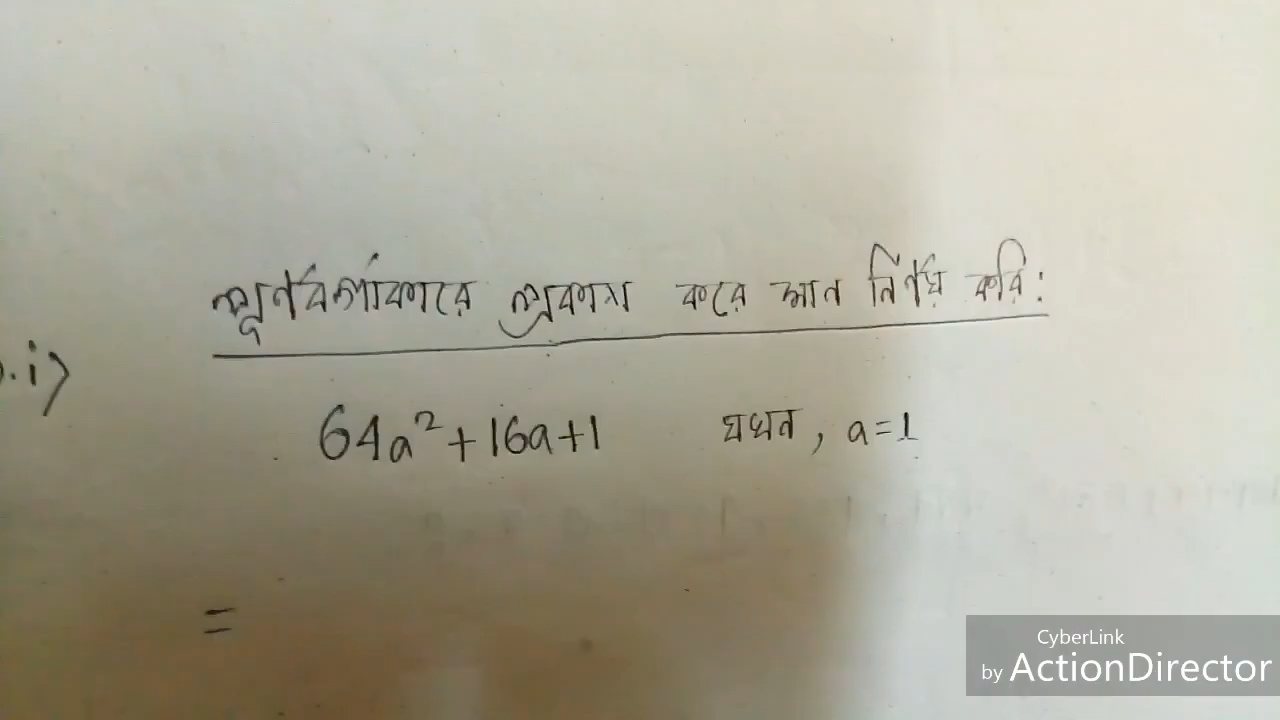 পূর্ণবর্গাকারে প্রকাশ করে মান নির্ণয় করি:
.i>
64a²+16a+1 যখন, a=1
=
CyberLink
by ActionDirector